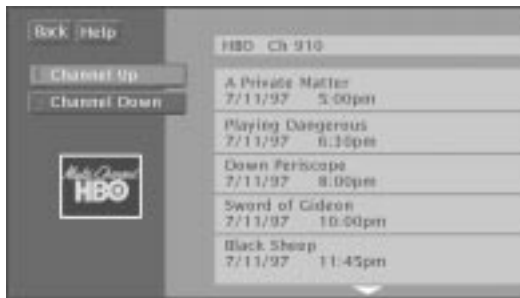 Back Help
Channel Up
Channel Down
Multi Channel
HBO
HBO Ch 910
A Private Matter
7/11/97 5:00pm
Playing Dangerous
7/11/97 6:30pm
Down Periscope
7/11/97 8:00pm
Sword of Gideon
7/11/97 10:00pm
Black Sheep
7/11/97 11:45pm